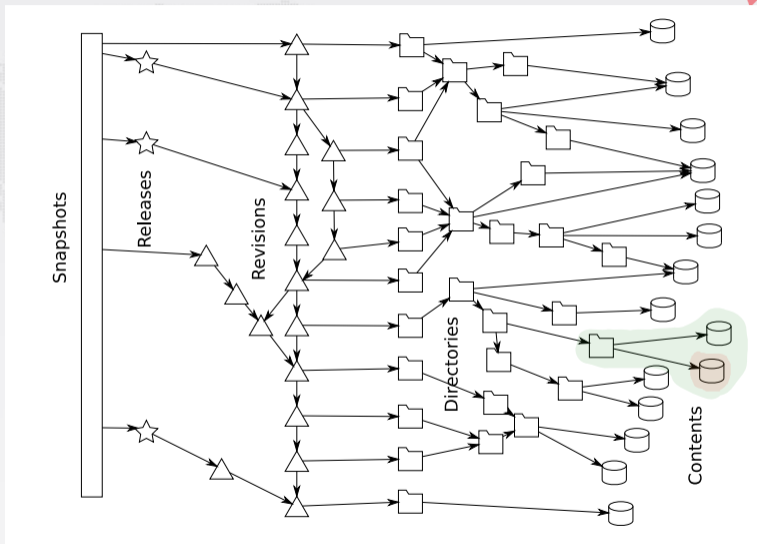 Snapshots
Releases
Revisions
Directories
Contents